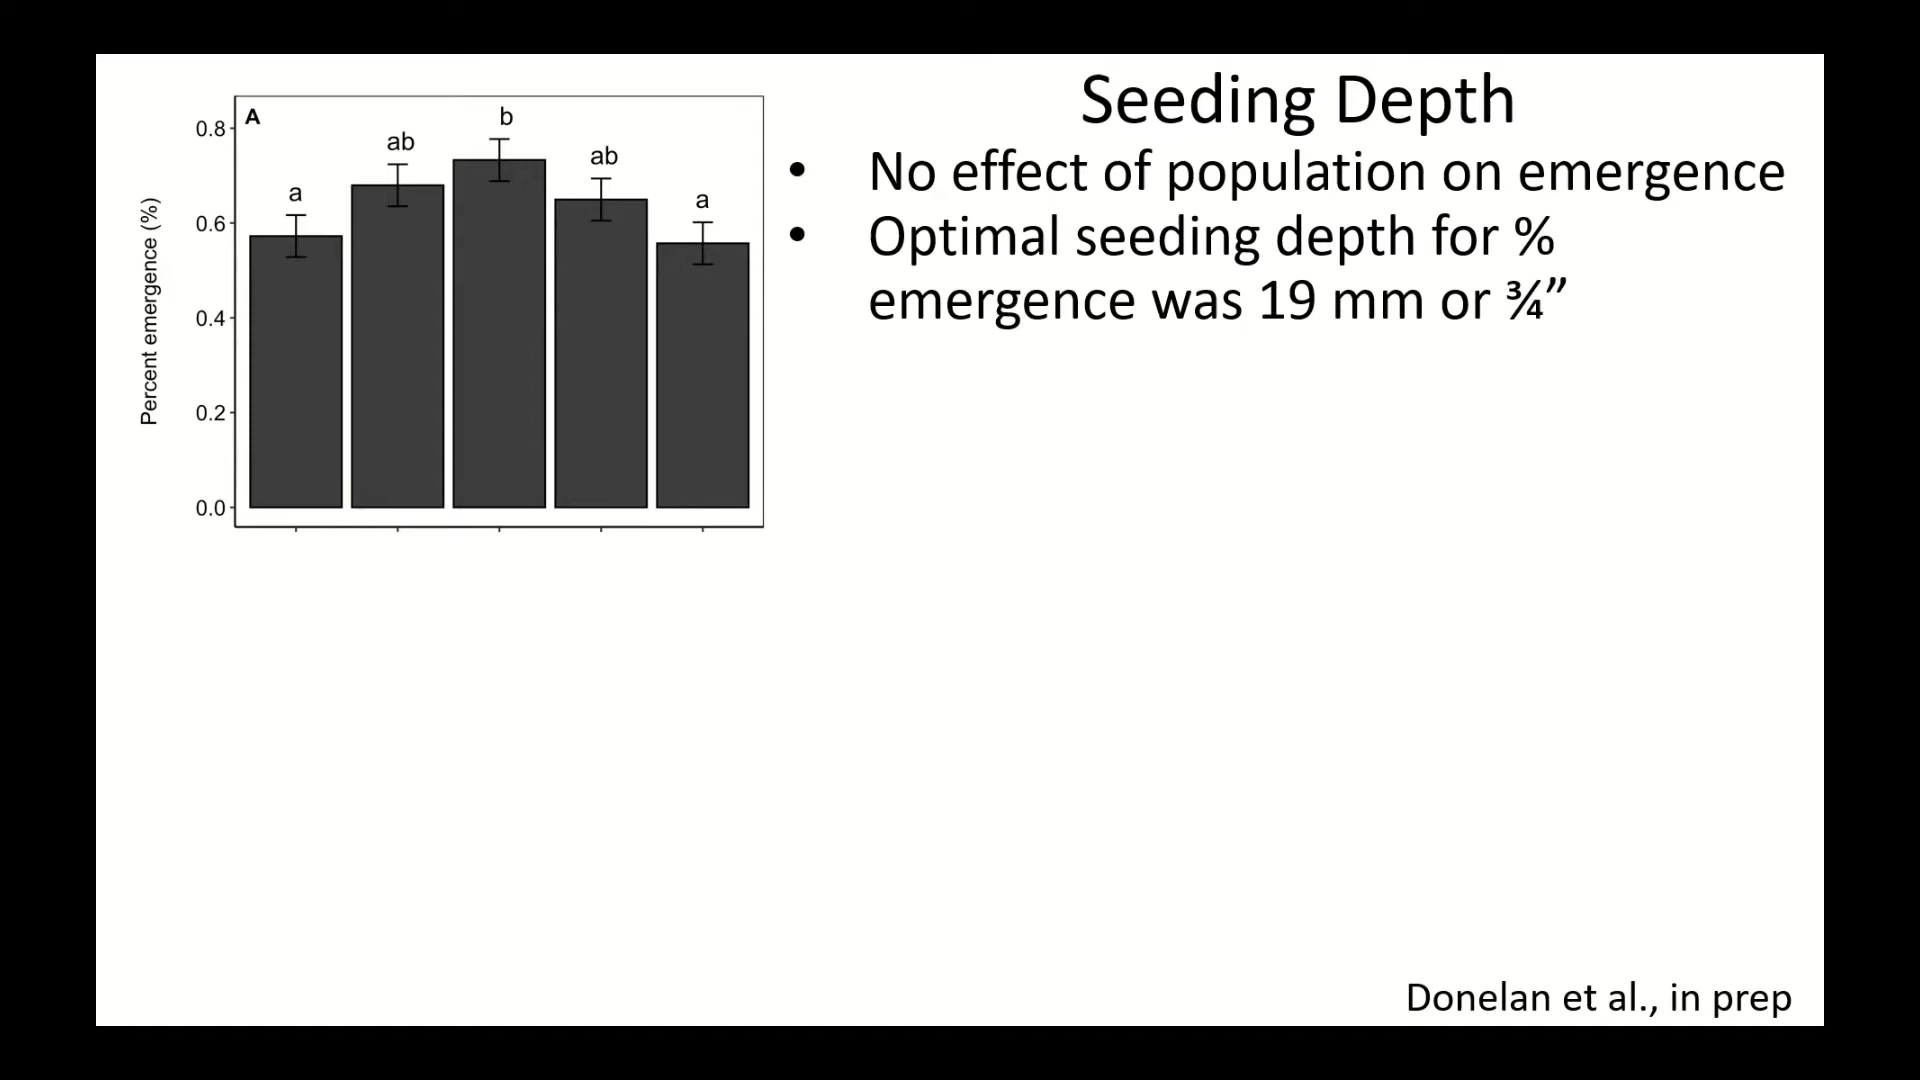 Seeding Depth
• No effect of population on emergence
• Optimal seeding depth for %
emergence was 19 mm or ¾”
A
Percent emergence (%)
0.8
0.6
0.4
0.2
0.0
a
ab
b
ab
a
Donelan et al., in prep